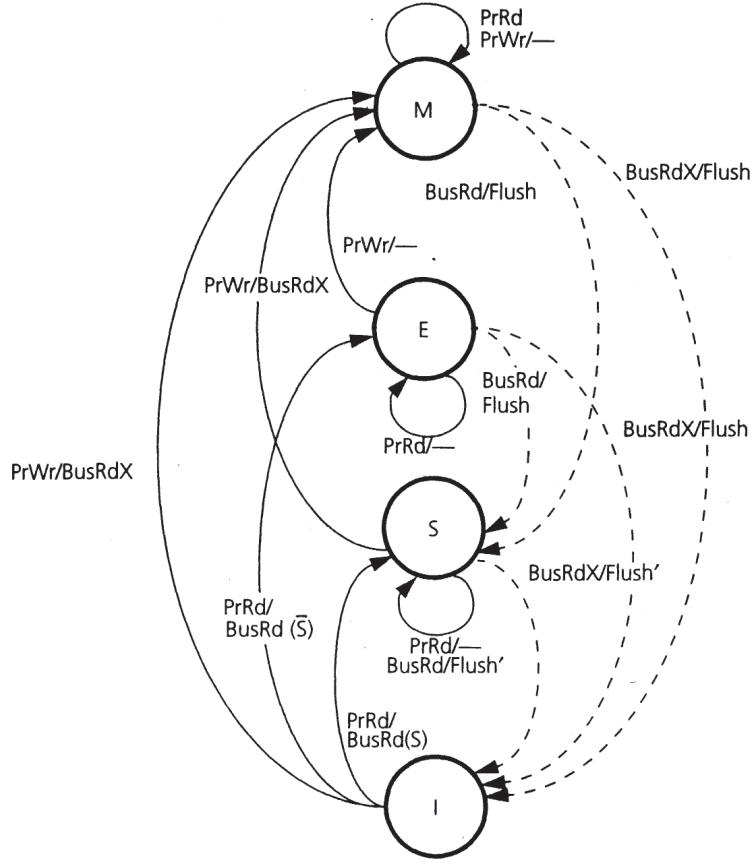 PrRd
PrWr/—
M
BusRdX/Flush
BusRd/Flush
PrWr/—
PrWr/BusRdX
E
BusRd/
Flush
BusRdX/Flush
PrRd/—
PrWr/BusRdX
S
BusRdX/Flush′
PrRd/
BusRd (S̅)
PrRd/—
BusRd/Flush′
PrRd/
BusRd(S)
I